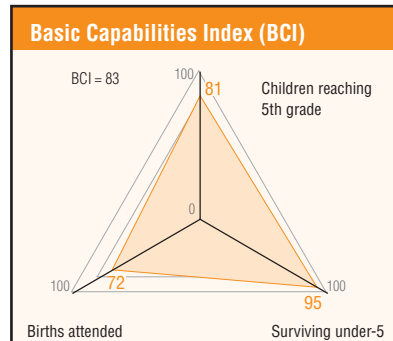 Basic Capabilities Index (BCI)
BCI = 83
100
81
Children reaching
5th grade
0
100
72
100
95
Births attended
Surviving under-5